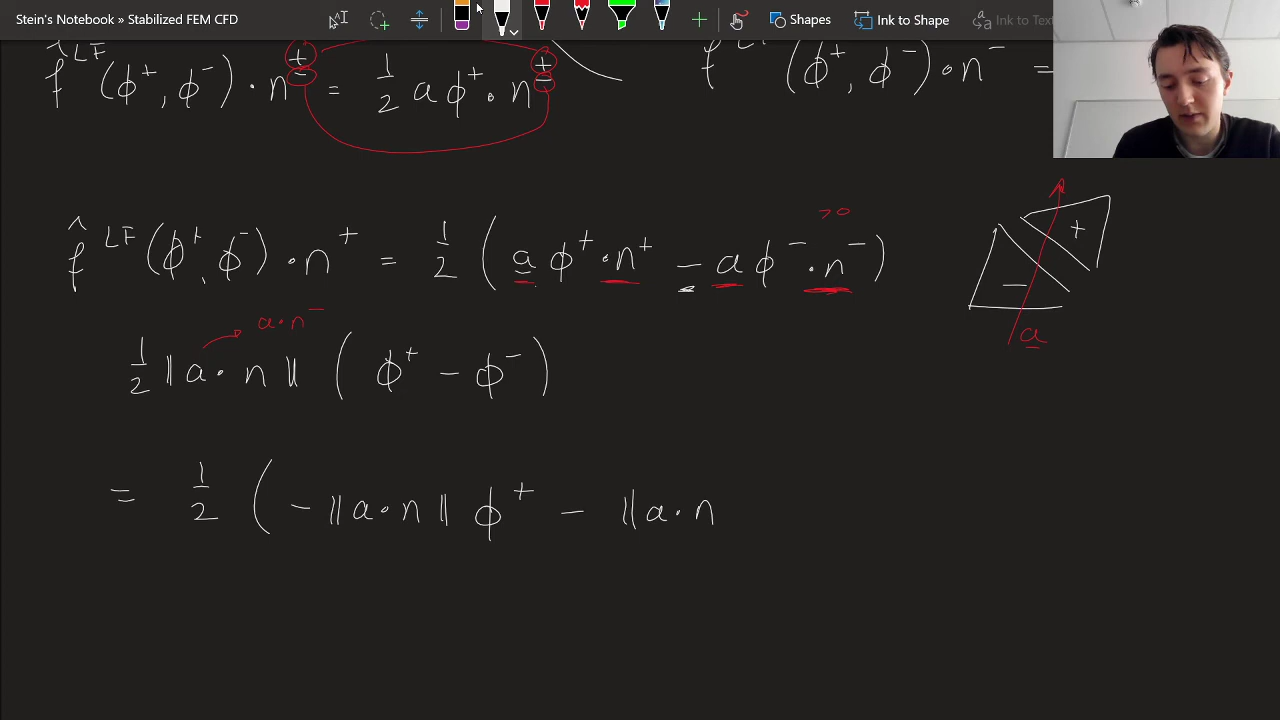 Stein's Notebook » Stabilized FEM CFD
Shapes
Ink to Shape
Ink to Text
f̂^LF (ϕ⁺, ϕ⁻) · n^± = 1/2 a ϕ⁺ · n^±
f^LF (ϕ⁺, ϕ⁻) · n⁻ =
> 0
f̂^LF (ϕ⁺, ϕ⁻) · n⁺ = 1/2 ( a ϕ⁺ · n⁺ − a ϕ⁻ · n⁻ )
+
−
a
a · n⁻
1/2 ‖a · n‖ ( ϕ⁺ − ϕ⁻ )
= 1/2 ( − ‖a · n‖ ϕ⁺ − ‖a · n